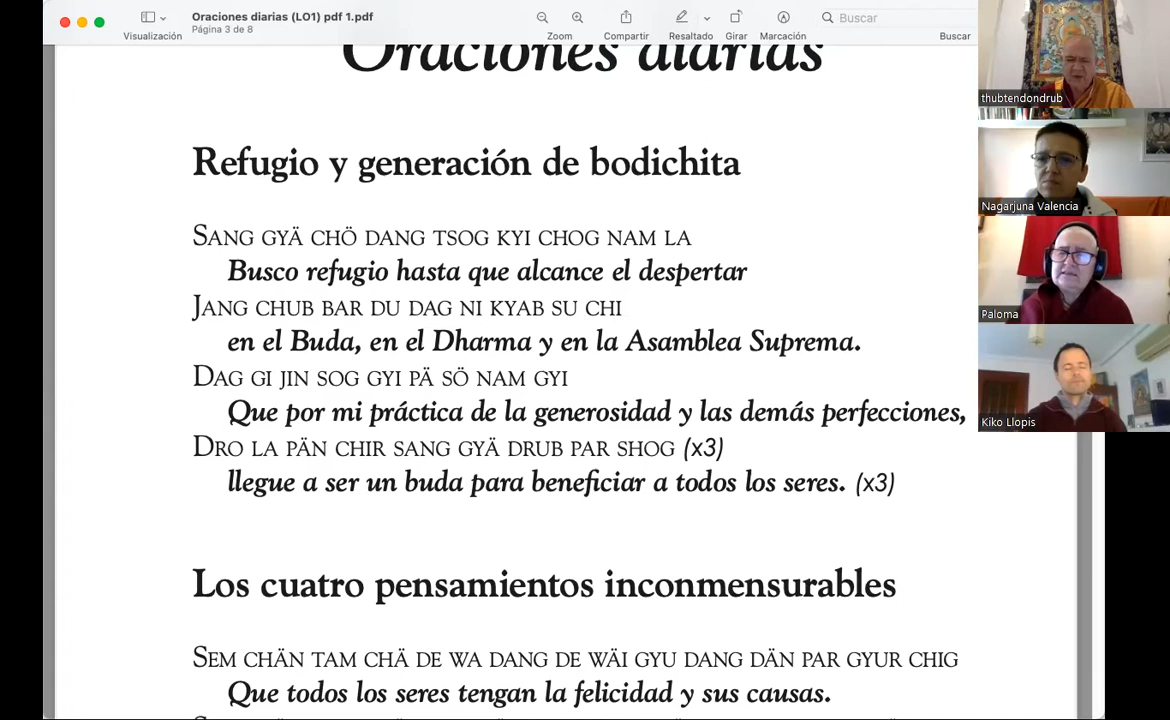 Oraciones diarias (LO1) pdf 1.pdf
Página 3 de 8
Visualización
Zoom
Compartir
Resaltado
Girar
Marcación
Buscar
Buscar
Oraciones diarias
Refugio y generación de bodichita
SANG GYÄ CHÖ DANG TSOG KYI CHOG NAM LA
Busco refugio hasta que alcance el despertar
JANG CHUB BAR DU DAG NI KYAB SU CHI
en el Buda, en el Dharma y en la Asamblea Suprema.
DAG GI JIN SOG GYI PÄ SÖ NAM GYI
Que por mi práctica de la generosidad y las demás perfecciones,
DRO LA PÄN CHIR SANG GYÄ DRUB PAR SHOG (x3)
llegue a ser un buda para beneficiar a todos los seres. (x3)
Los cuatro pensamientos inconmensurables
SEM CHÄN TAM CHÄ DE WA DANG DE WÄI GYU DANG DÄN PAR GYUR CHIG
Que todos los seres tengan la felicidad y sus causas.
thubtendondrub
Nagarjuna Valencia
Paloma
Kiko Llopis